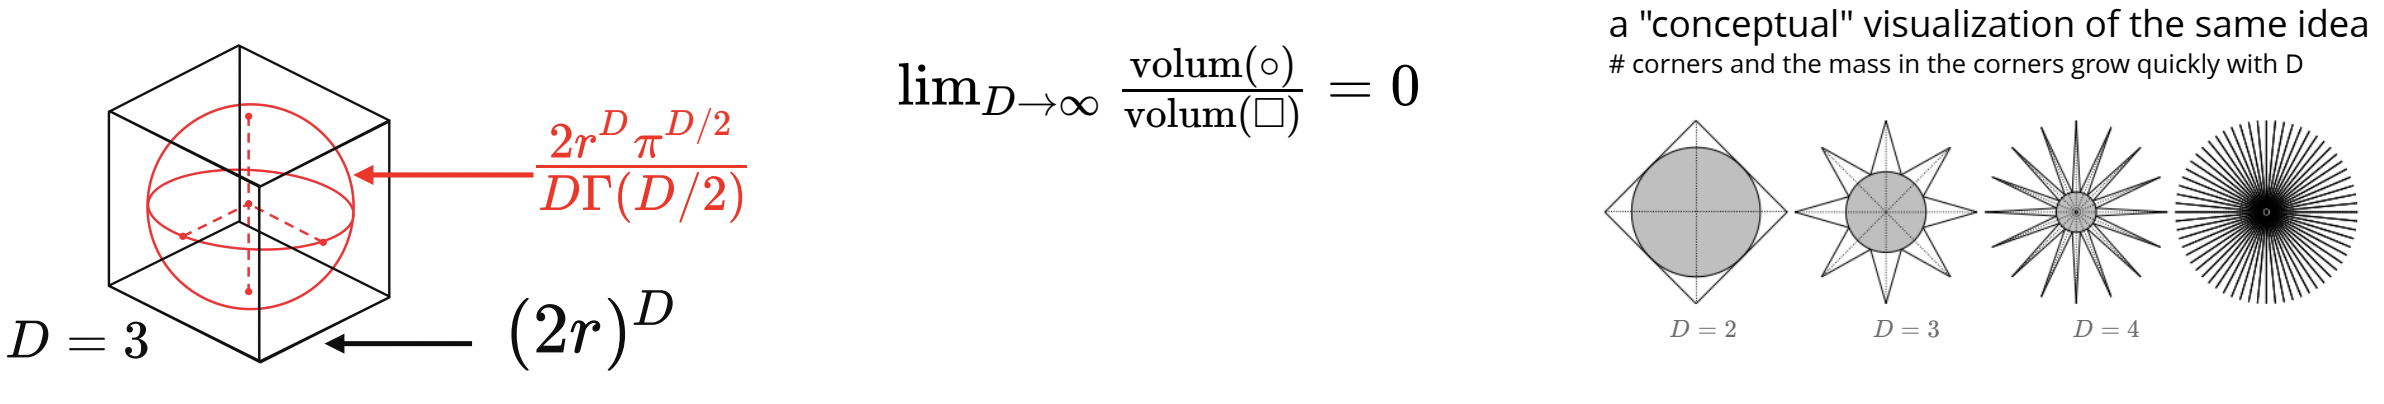 D = 3
2r^D π^{D/2}
DΓ(D/2)
(2r)^D
lim_{D→∞} volum(○) / volum(□) = 0
a "conceptual" visualization of the same idea
# corners and the mass in the corners grow quickly with D
D = 2
D = 3
D = 4